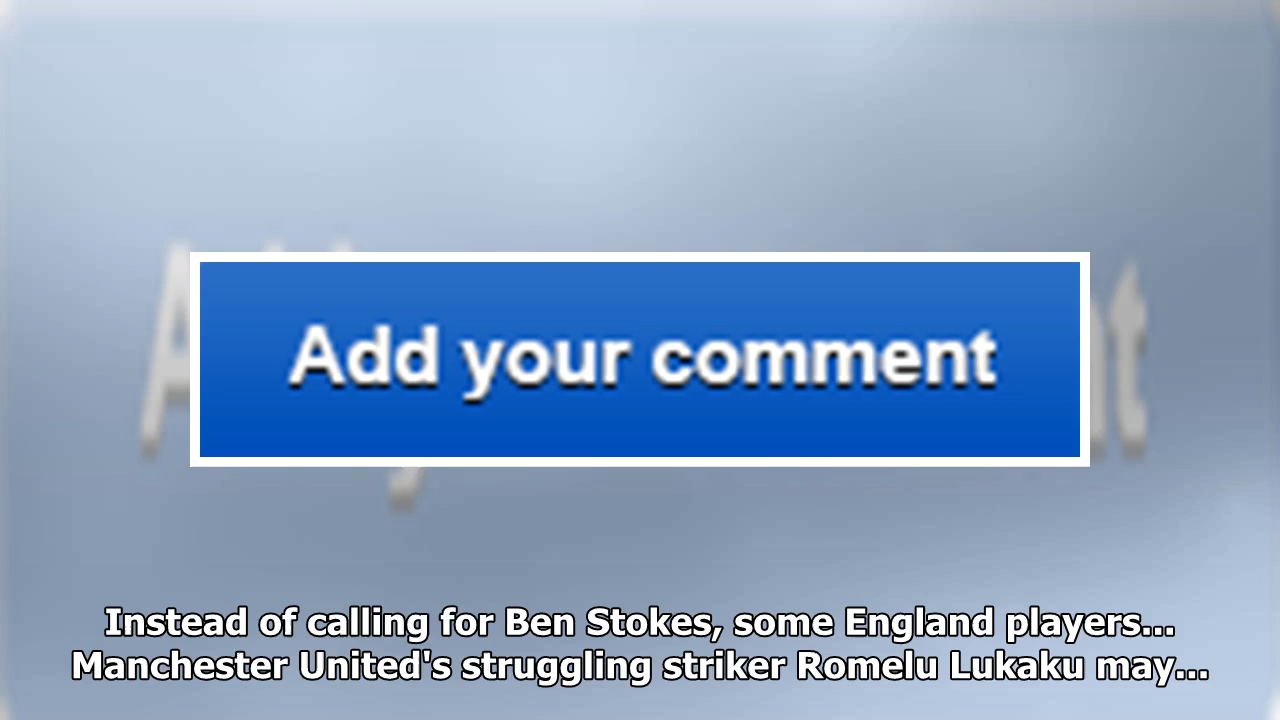 Add your comment
Instead of calling for Ben Stokes, some England players...
Manchester United's struggling striker Romelu Lukaku may...